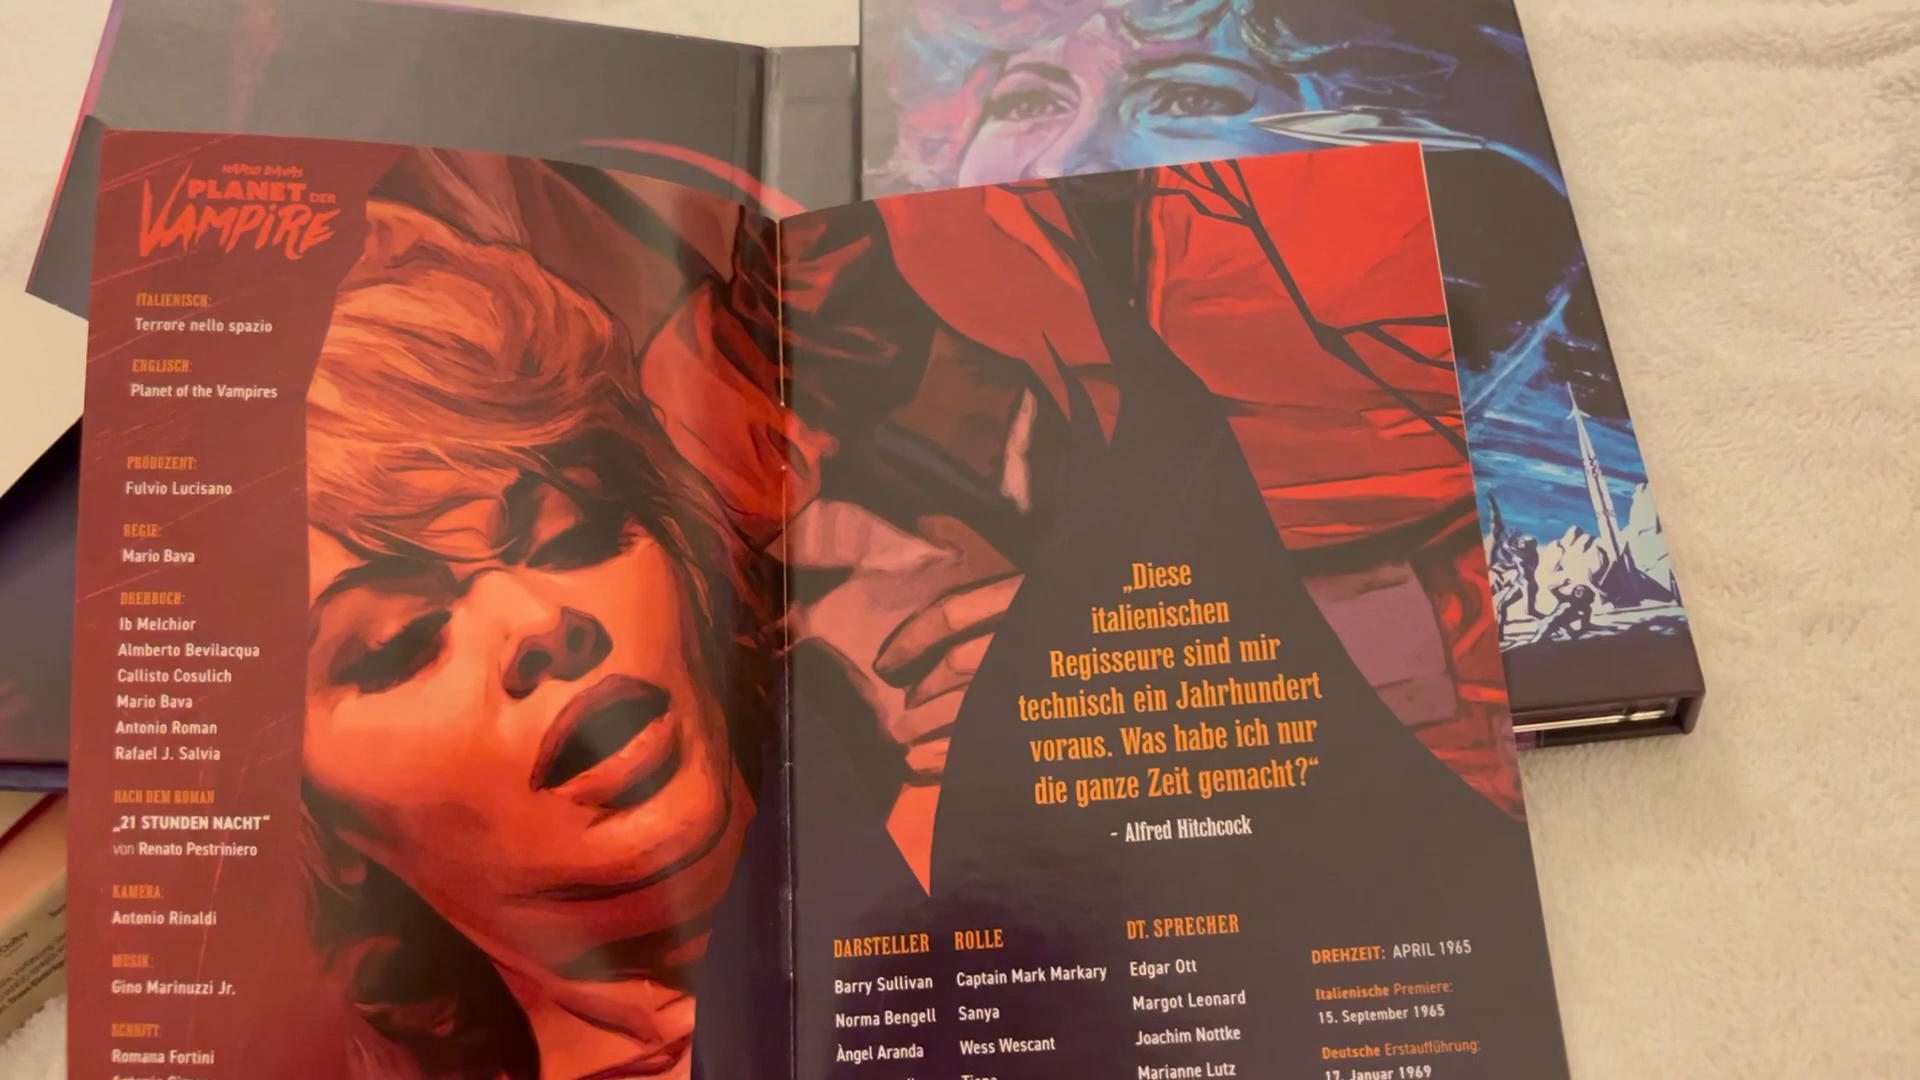 MARIO BAVAS
PLANET DER
VAMPIRE
ITALIENISCH:
Terrore nello spazio
ENGLISCH:
Planet of the Vampires
PRODUZENT:
Fulvio Lucisano
REGIE:
Mario Bava
DREHBUCH:
Ib Melchior
Almberto Bevilacqua
Callisto Cosulich
Mario Bava
Antonio Roman
Rafael J. Salvia
NACH DEM ROMAN
„21 STUNDEN NACHT“
von Renato Pestriniero
KAMERA:
Antonio Rinaldi
MUSIK:
Gino Marinuzzi Jr.
SCHNITT:
Romana Fortini
„Diese
italienischen
Regisseure sind mir
technisch ein Jahrhundert
voraus. Was habe ich nur
die ganze Zeit gemacht?“
- Alfred Hitchcock
DARSTELLER ROLLE DT. SPRECHER
Barry Sullivan Captain Mark Markary Edgar Ott
Norma Bengell Sanya Margot Leonard
Àngel Aranda Wess Wescant Joachim Nottke
Marianne Lutz
DREHZEIT: APRIL 1965
Italienische Premiere:
15. September 1965
Deutsche Erstaufführung:
17. Januar 1969